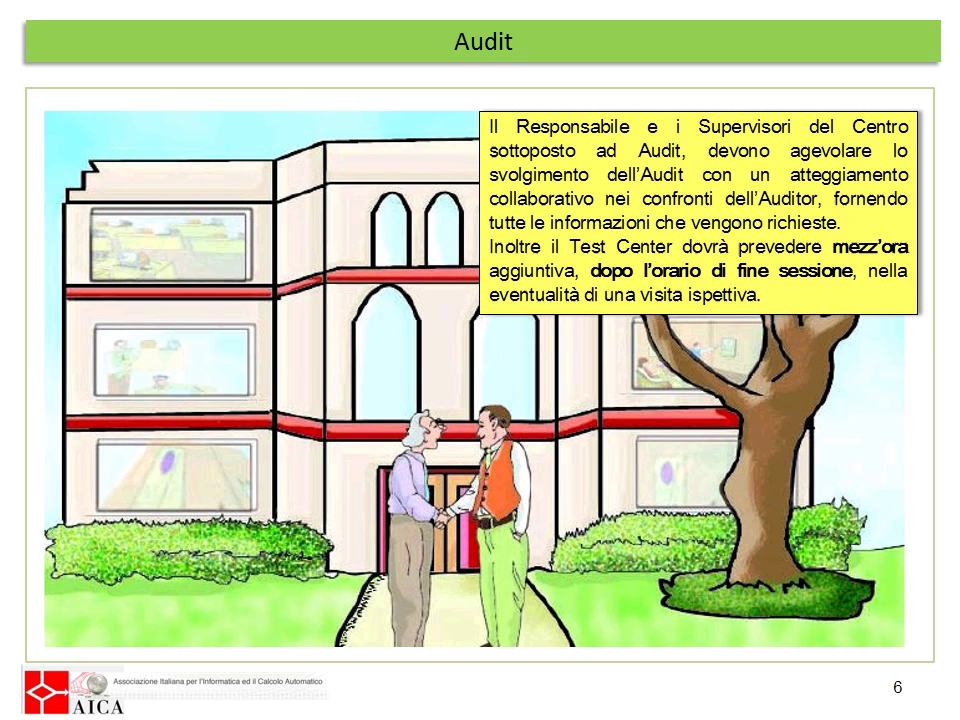 Audit
Il Responsabile e i Supervisori del Centro
sottoposto ad Audit, devono agevolare lo
svolgimento dell’Audit con un atteggiamento
collaborativo nei confronti dell’Auditor, fornendo
tutte le informazioni che vengono richieste.
Inoltre il Test Center dovrà prevedere mezz’ora
aggiuntiva, dopo l’orario di fine sessione, nella
eventualità di una visita ispettiva.
Associazione Italiana per l'Informatica ed il Calcolo Automatico
AICA
6